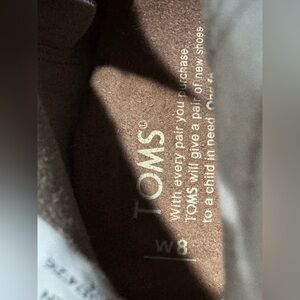 TOMS®
With every pair you purchase,
TOMS will give a pair of new shoes
to a child in need.
W8